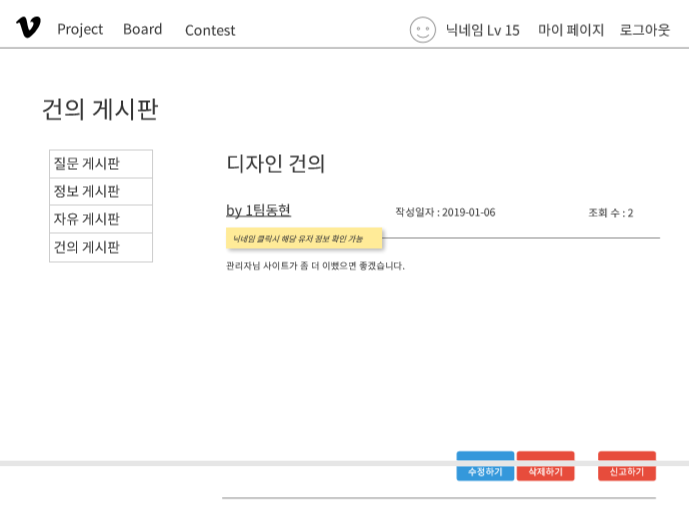 Project Board Contest 닉네임 Lv 15 마이 페이지 로그아웃
건의 게시판
질문 게시판
정보 게시판
자유 게시판
건의 게시판
디자인 건의
by 1팀동현 작성일자 : 2019-01-06 조회 수 : 2
닉네임 클릭시 해당 유저 정보 확인 가능
관리자님 사이트가 좀 더 이뻤으면 좋겠습니다.
수정하기 삭제하기 신고하기